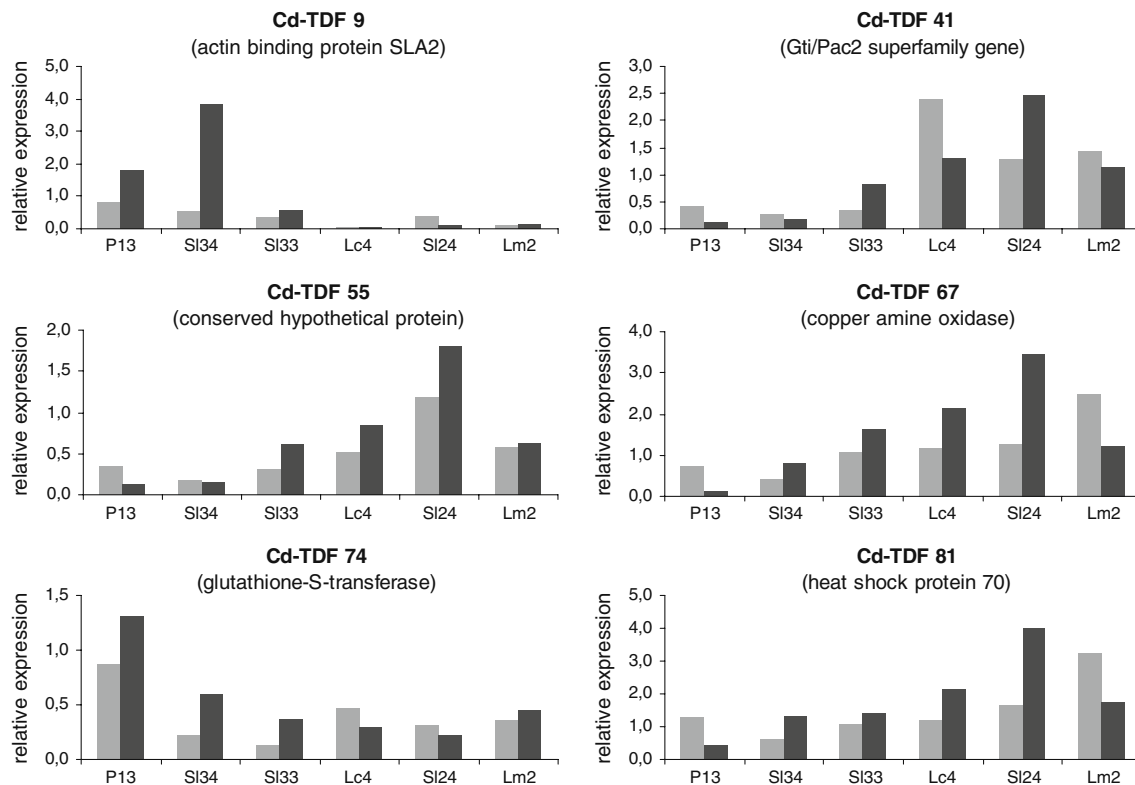 Cd-TDF 9
(actin binding protein SLA2)
relative expression
6,0
5,0
4,0
3,0
2,0
1,0
0,0
P13
Sl34
Sl33
Lc4
Sl24
Lm2
Cd-TDF 41
(Gti/Pac2 superfamily gene)
relative expression
3,0
2,5
2,0
1,5
1,0
0,5
0,0
P13
Sl34
Sl33
Lc4
Sl24
Lm2
Cd-TDF 55
(conserved hypothetical protein)
relative expression
2,0
1,5
1,0
0,5
0,0
P13
Sl34
Sl33
Lc4
Sl24
Lm2
Cd-TDF 67
(copper amine oxidase)
relative expression
4,0
3,0
2,0
1,0
0,0
P13
Sl34
Sl33
Lc4
Sl24
Lm2
Cd-TDF 74
(glutathione-S-transferase)
relative expression
1,5
1,0
0,5
0,0
P13
Sl34
Sl33
Lc4
Sl24
Lm2
Cd-TDF 81
(heat shock protein 70)
relative expression
5,0
4,0
3,0
2,0
1,0
0,0
P13
Sl34
Sl33
Lc4
Sl24
Lm2